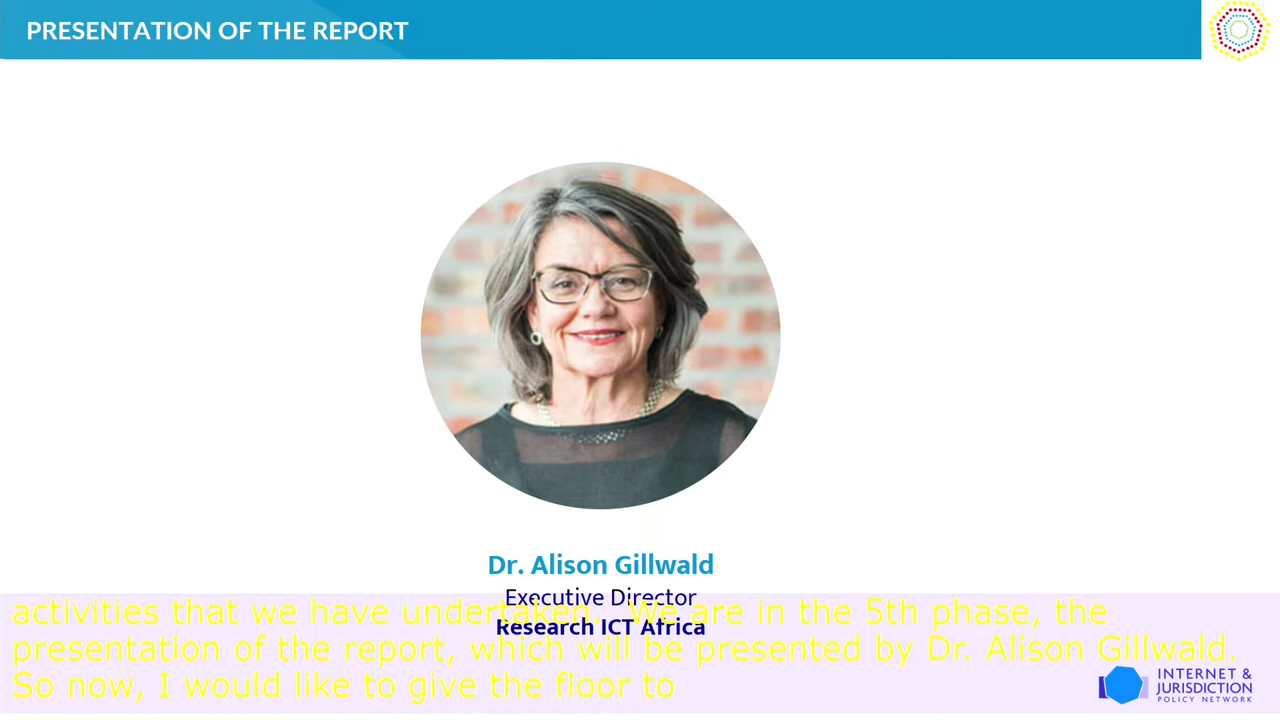 PRESENTATION OF THE REPORT
Dr. Alison Gillwald
Executive Director
Research ICT Africa
activities that we have undertaken. We are in the 5th phase, the
presentation of the report, which will be presented by Dr. Alison Gillwald.
So now, I would like to give the floor to
INTERNET &
JURISDICTION
POLICY NETWORK